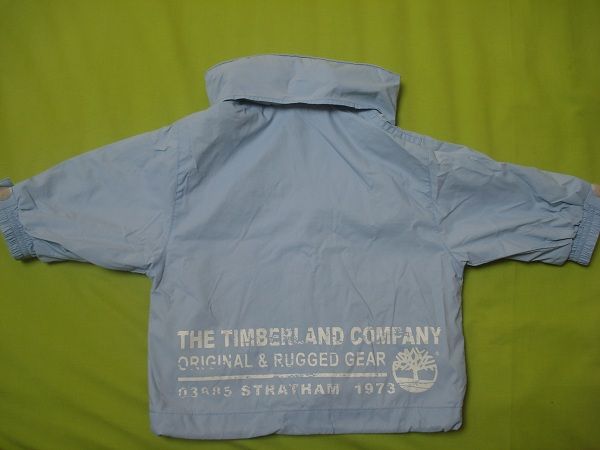 THE TIMBERLAND COMPANY
ORIGINAL & RUGGED GEAR
03885 STRATHAM 1973